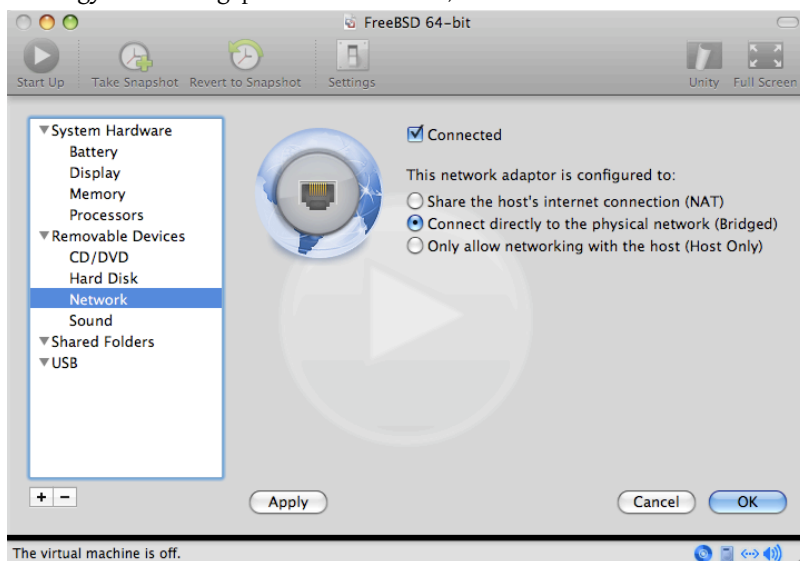 FreeBSD 64-bit
Start Up
Take Snapshot
Revert to Snapshot
Settings
Unity
Full Screen
System Hardware
Battery
Display
Memory
Processors
Removable Devices
CD/DVD
Hard Disk
Network
Sound
Shared Folders
USB
Connected
This network adaptor is configured to:
Share the host's internet connection (NAT)
Connect directly to the physical network (Bridged)
Only allow networking with the host (Host Only)
+ −
Apply
Cancel
OK
The virtual machine is off.